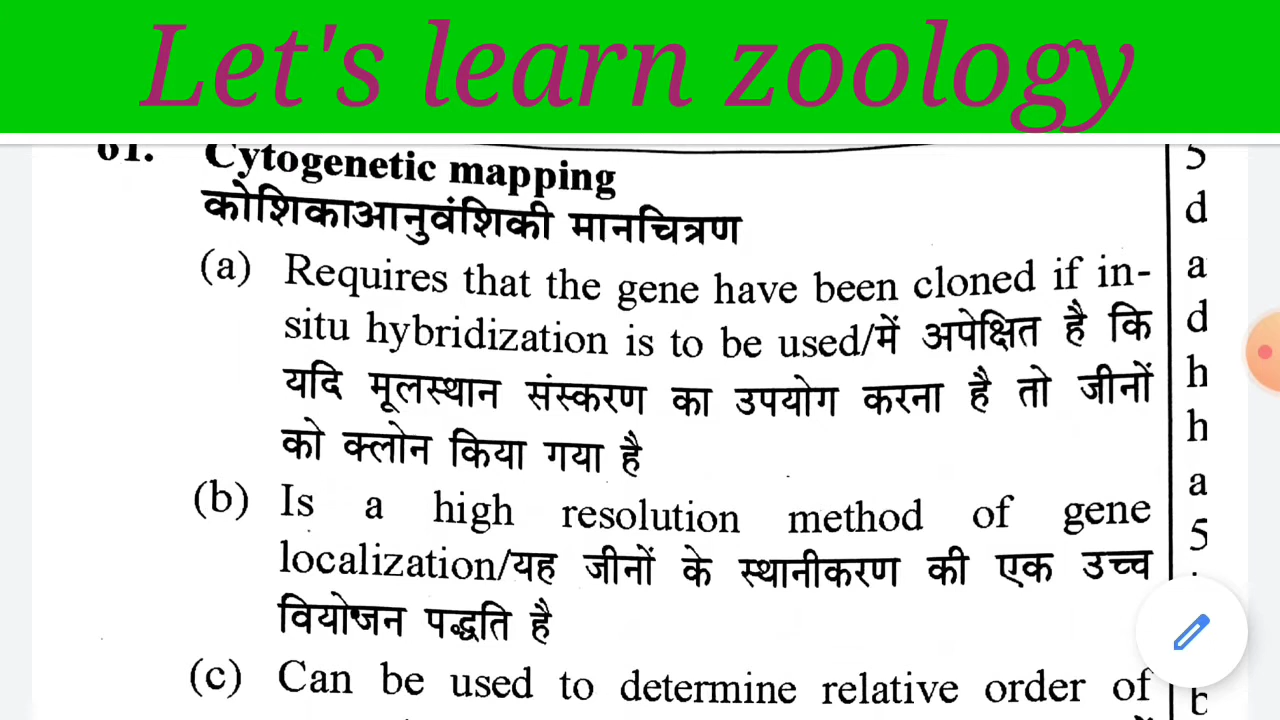 Let's learn zoology
61. Cytogenetic mapping
कोशिकाआनुवंशिकी मानचित्रण
(a) Requires that the gene have been cloned if in-
situ hybridization is to be used/में अपेक्षित है कि
यदि मूलस्थान संस्करण का उपयोग करना है तो जीनों
को क्लोन किया गया है
(b) Is a high resolution method of gene
localization/यह जीनों के स्थानीकरण की एक उच्च
वियोजन पद्धति है
(c) Can be used to determine relative order of
5
d
a
d
h
h
a
5